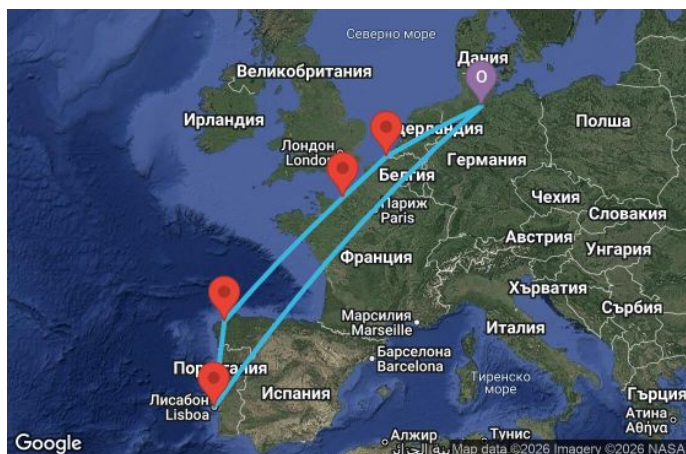 Северно море
Дания
O
Великобритания
Ирландия
Полша
Лондон
London
Белгия
Германия
Париж
Paris
Чехия
Словакия
Австрия
Унгария
Франция
Хърватия
Сърбия
Марсилия
Marseille
Италия
Барселона
Barcelona
Тиренско
море
Лисабон
Lisboa
Испания
Гърция
Атина
Αθήνα
Алжир
Тунис
Google
Map data ©2026 Imagery ©2026 NASA